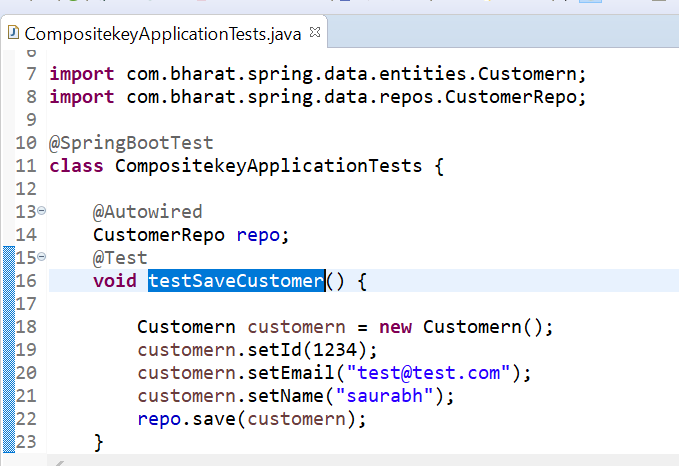 CompositekeyApplicationTests.java
6
7 import com.bharat.spring.data.entities.Customern;
8 import com.bharat.spring.data.repos.CustomerRepo;
9
10 @SpringBootTest
11 class CompositekeyApplicationTests {
12
13 @Autowired
14 CustomerRepo repo;
15 @Test
16 void testSaveCustomer() {
17
18 Customern customern = new Customern();
19 customern.setId(1234);
20 customern.setEmail("test@test.com");
21 customern.setName("saurabh");
22 repo.save(customern);
23 }